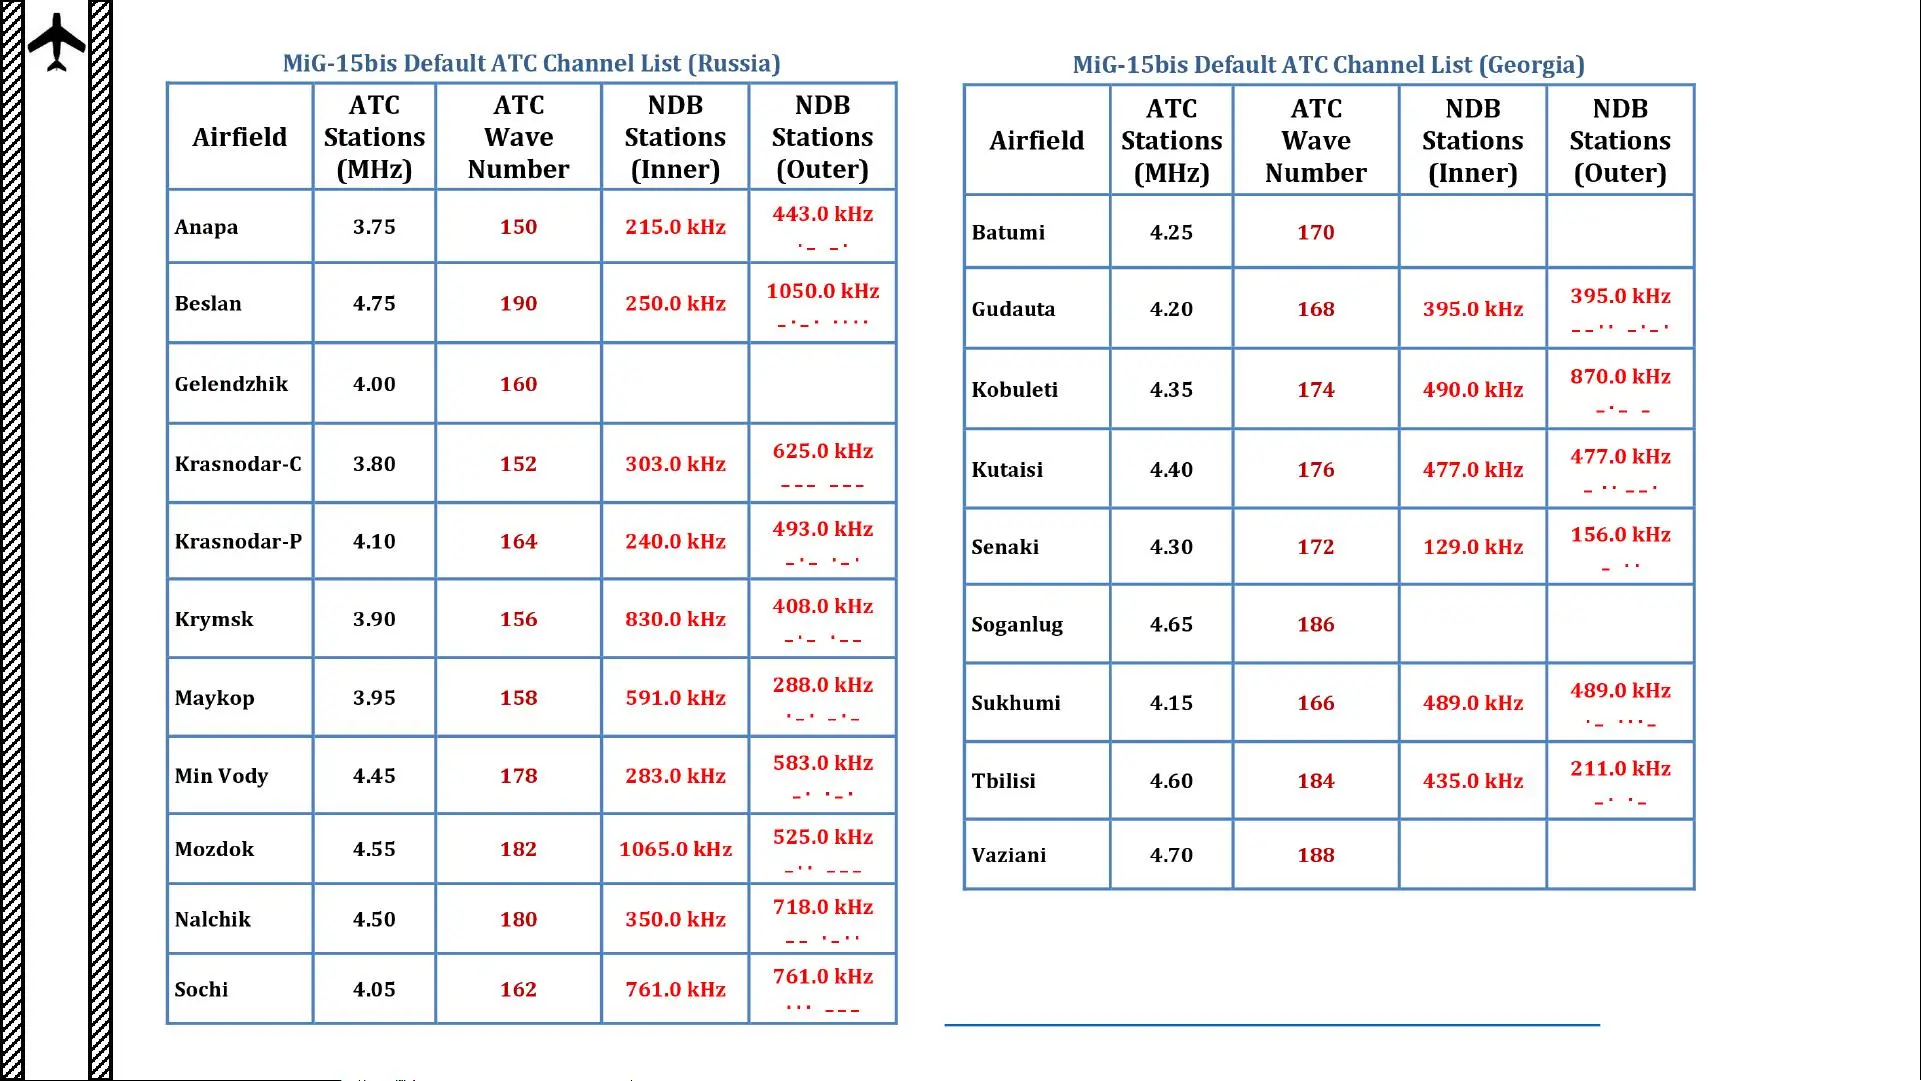 MiG-15bis Default ATC Channel List (Russia)
Airfield ATC Stations (MHz) ATC Wave Number NDB Stations (Inner) NDB Stations (Outer)
Anapa 3.75 150 215.0 kHz 443.0 kHz
·– –·
Beslan 4.75 190 250.0 kHz 1050.0 kHz
–·–· ····
Gelendzhik 4.00 160
Krasnodar-C 3.80 152 303.0 kHz 625.0 kHz
––– –––
Krasnodar-P 4.10 164 240.0 kHz 493.0 kHz
–·– ·–·
Krymsk 3.90 156 830.0 kHz 408.0 kHz
–·– ·––
Maykop 3.95 158 591.0 kHz 288.0 kHz
·–· –·–
Min Vody 4.45 178 283.0 kHz 583.0 kHz
–· ·–·
Mozdok 4.55 182 1065.0 kHz 525.0 kHz
–·· –––
Nalchik 4.50 180 350.0 kHz 718.0 kHz
–– ·–··
Sochi 4.05 162 761.0 kHz 761.0 kHz
··· –––
MiG-15bis Default ATC Channel List (Georgia)
Airfield ATC Stations (MHz) ATC Wave Number NDB Stations (Inner) NDB Stations (Outer)
Batumi 4.25 170
Gudauta 4.20 168 395.0 kHz 395.0 kHz
––·· –·–·
Kobuleti 4.35 174 490.0 kHz 870.0 kHz
–·– –
Kutaisi 4.40 176 477.0 kHz 477.0 kHz
– ·· ––·
Senaki 4.30 172 129.0 kHz 156.0 kHz
– ··
Soganlug 4.65 186
Sukhumi 4.15 166 489.0 kHz 489.0 kHz
·– ···–
Tbilisi 4.60 184 435.0 kHz 211.0 kHz
–· ·–
Vaziani 4.70 188